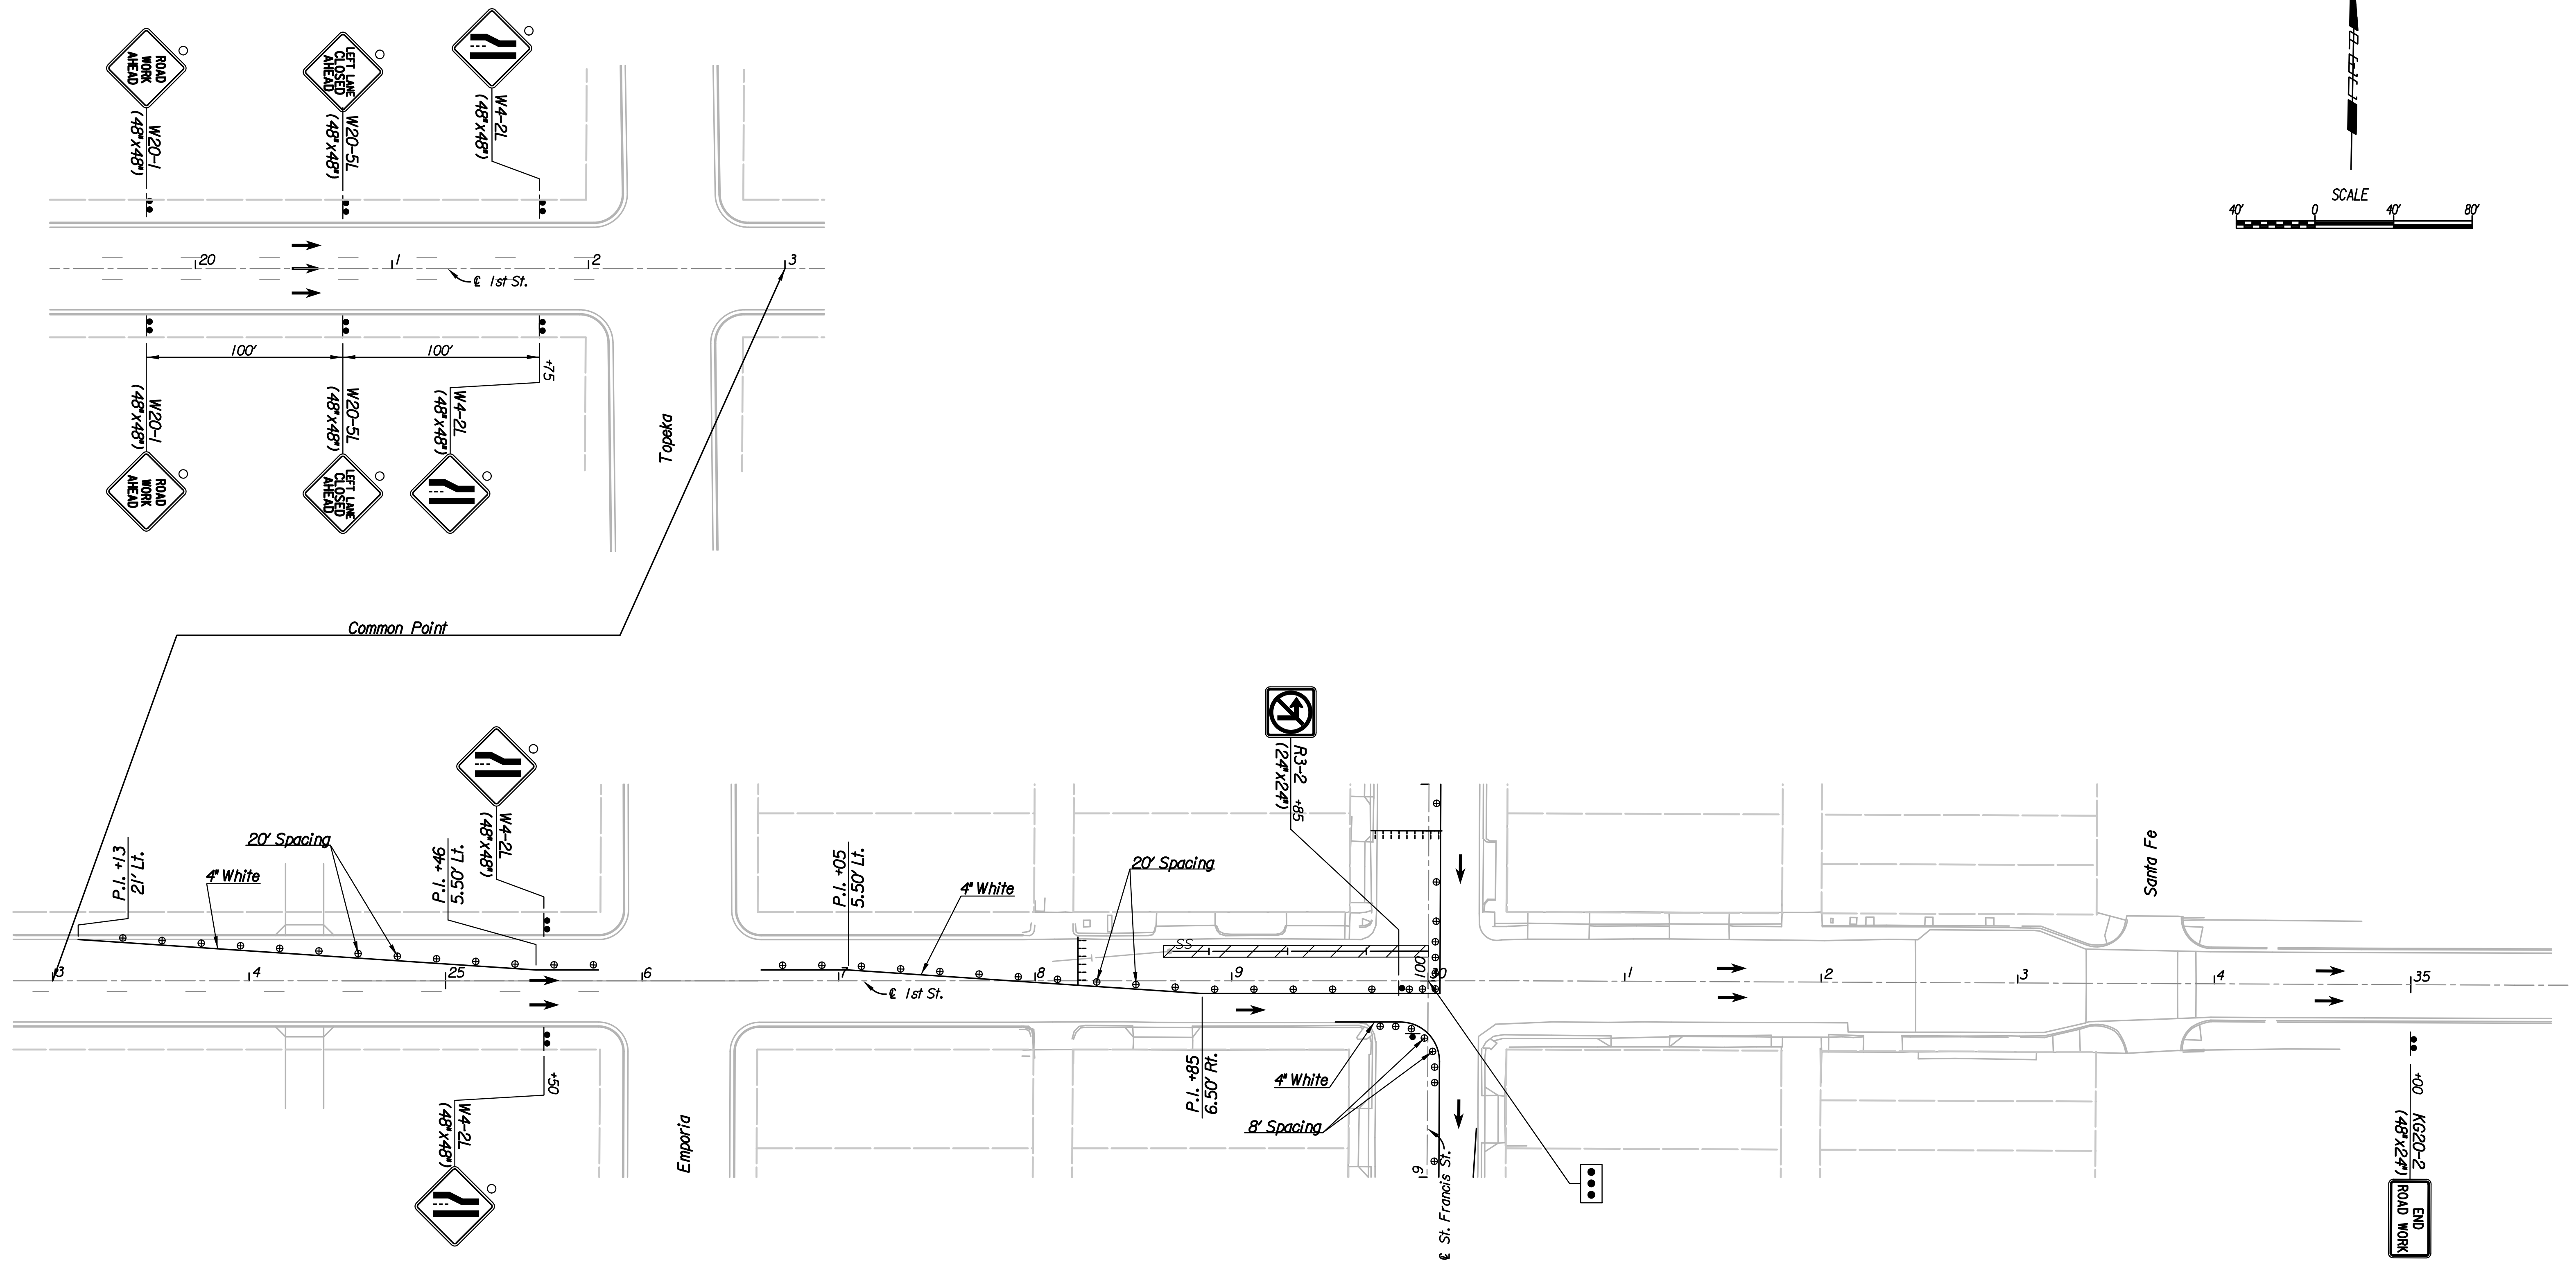 ROAD
WORK
AHEAD
W20-1
(48"x48")
LEFT LANE
CLOSED
AHEAD
W20-5L
(48"x48")
W4-2L
(48"x48")
SCALE
40' 0 40' 80'
20 1 2 3
℄ 1st St.
100' 100'
+75
W20-1
(48"x48")
ROAD
WORK
AHEAD
W20-5L
(48"x48")
LEFT LANE
CLOSED
AHEAD
W4-2L
(48"x48")
Topeka
Common Point
P.I. +13
21' Lt.
4" White
20' Spacing
P.I. +46
5.50' Lt.
W4-2L
(48"x48")
P.I. +05
5.50' Lt.
4" White
20' Spacing
R3-2
(24"x24")
+85
Santa Fe
SS
100'
3 4 25 6 7 8 9 30 1 2 3 4 35
℄ 1st St.
+50
W4-2L
(48"x48")
Emporia
P.I. +85
6.50' Rt.
4" White
8' Spacing
9
℄ St. Francis St.
+00
KG20-2
(48"x24")
END
ROAD WORK